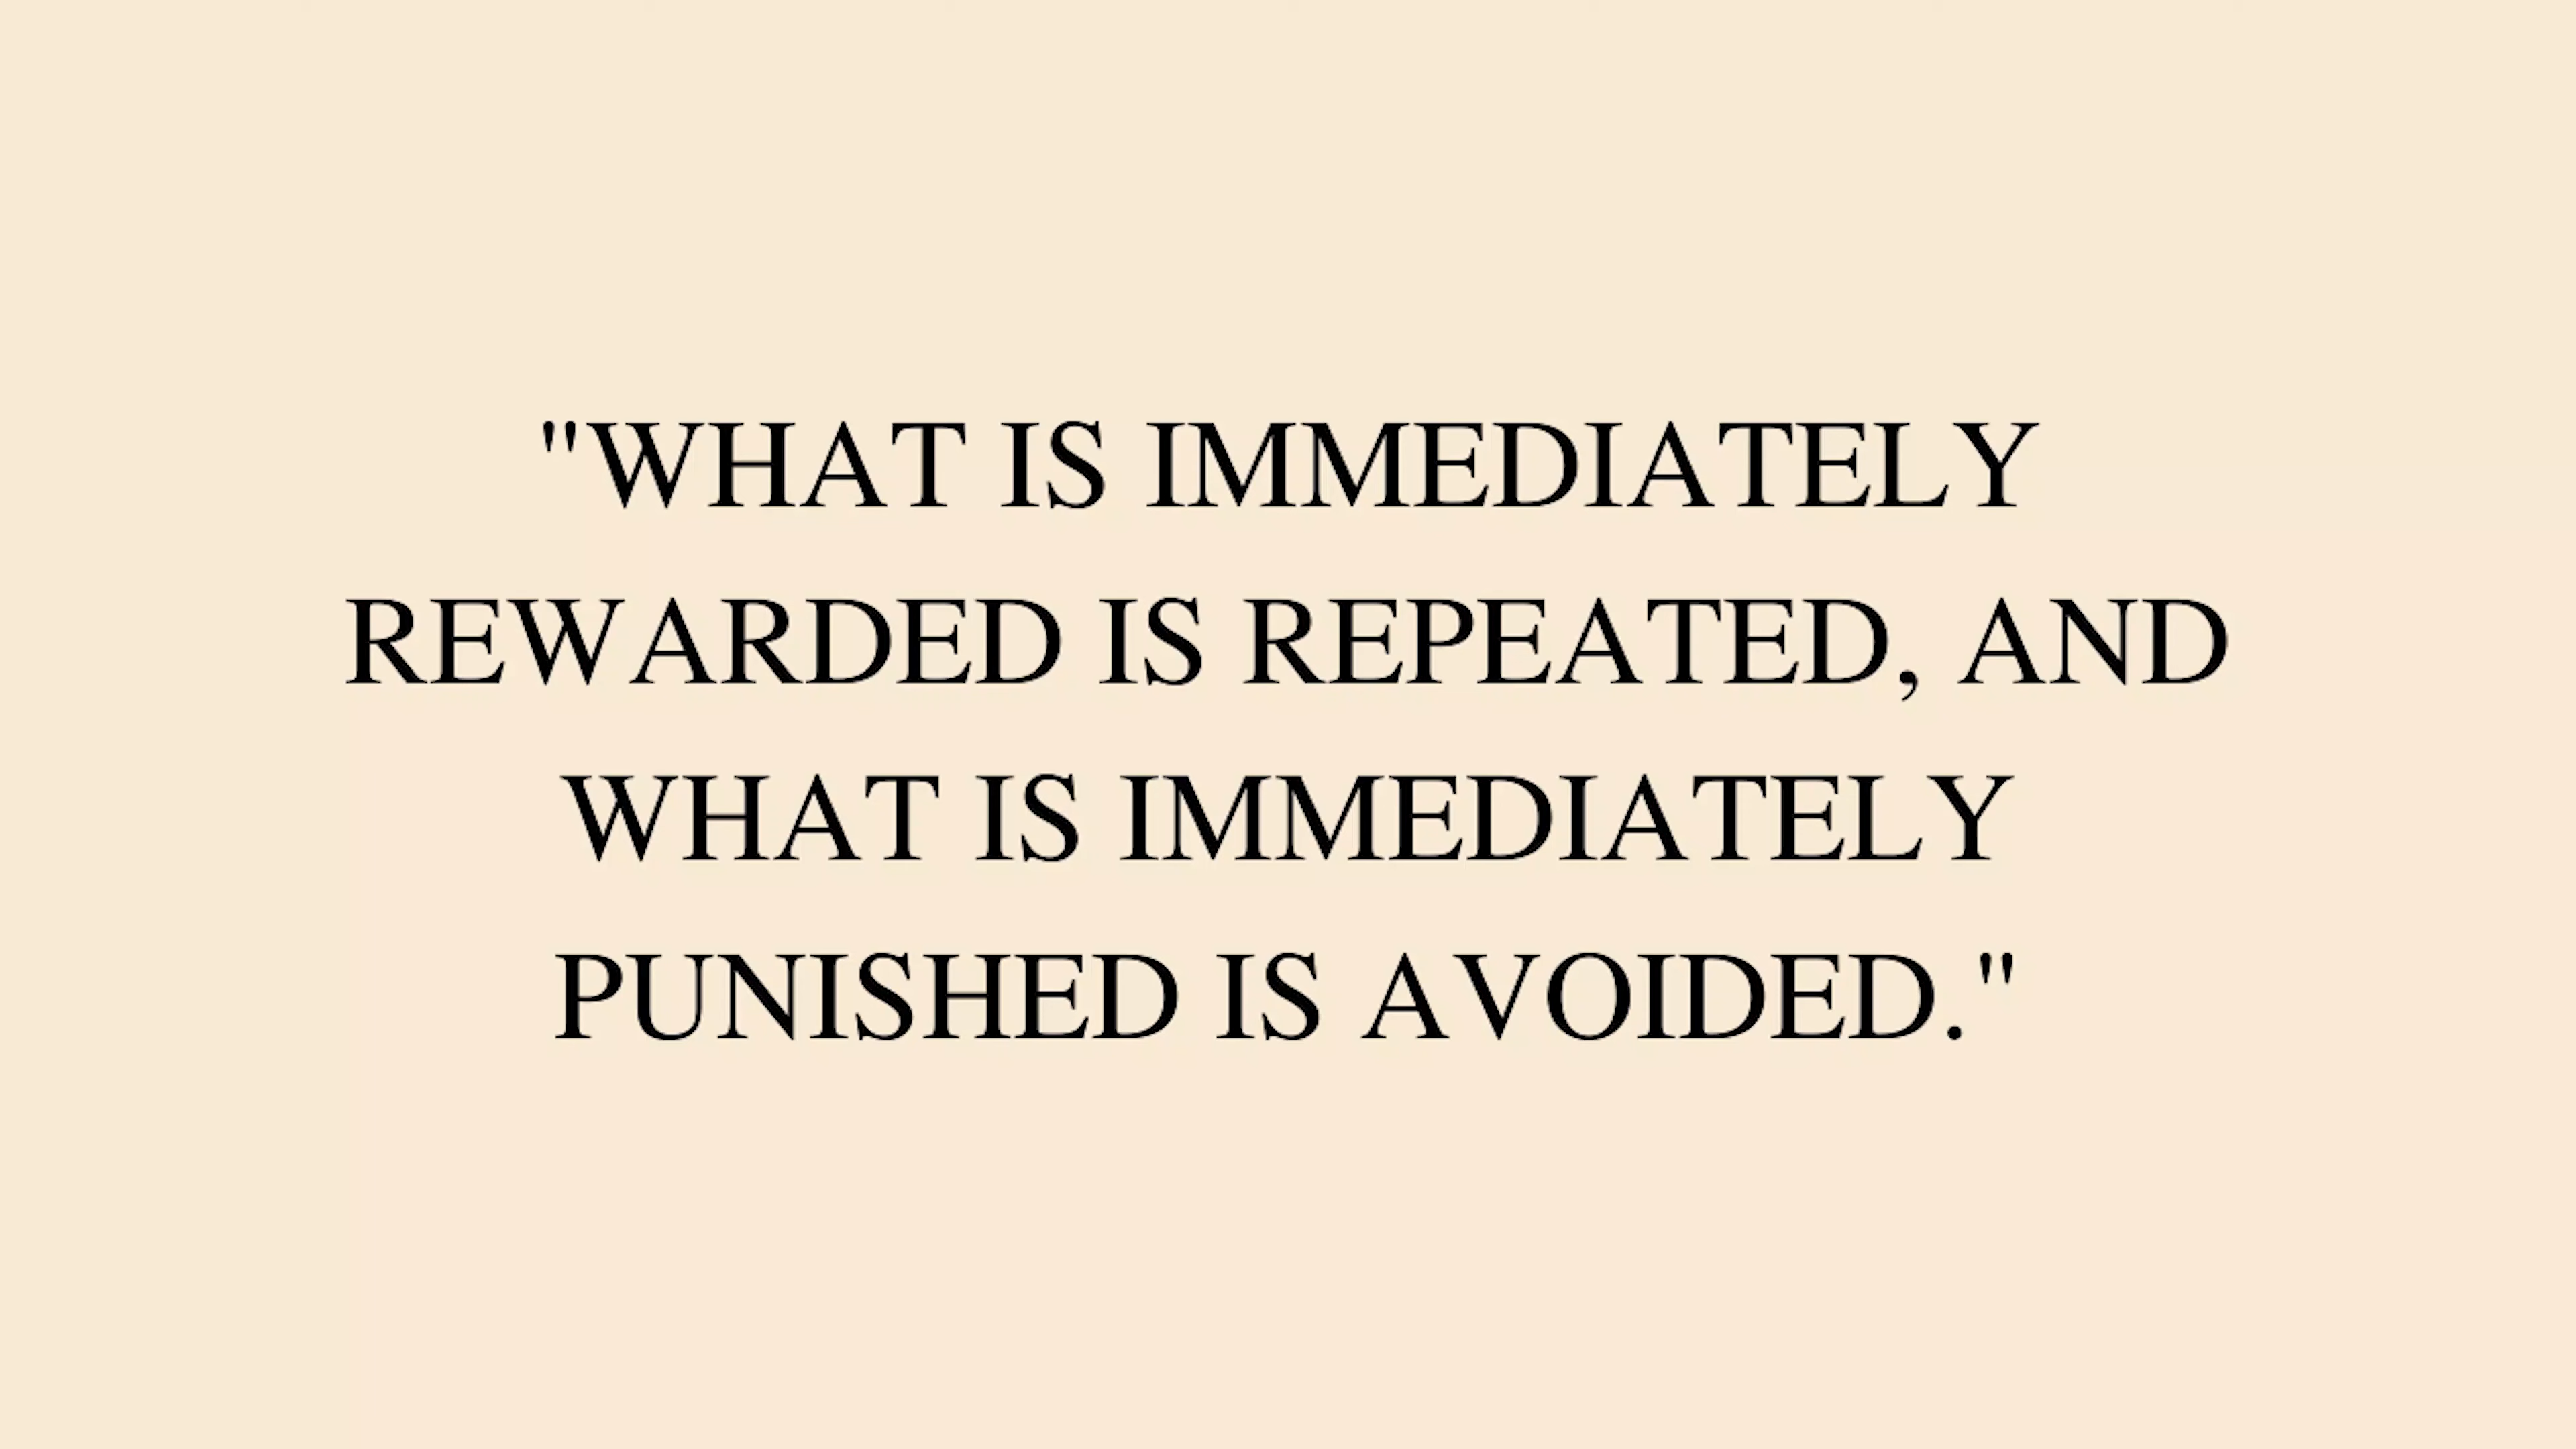 "WHAT IS IMMEDIATELY
REWARDED IS REPEATED, AND
WHAT IS IMMEDIATELY
PUNISHED IS AVOIDED."